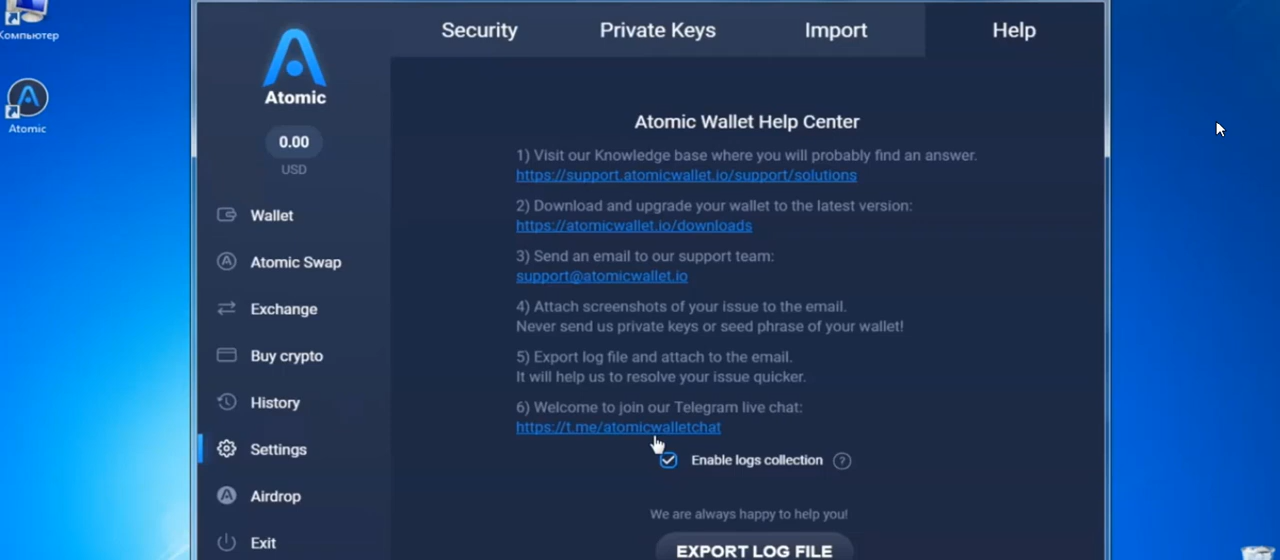 Компьютер
Atomic
Atomic
0.00
USD
Wallet
Atomic Swap
Exchange
Buy crypto
History
Settings
Airdrop
Exit
Security Private Keys Import Help
Atomic Wallet Help Center
1) Visit our Knowledge base where you will probably find an answer.
https://support.atomicwallet.io/support/solutions
2) Download and upgrade your wallet to the latest version:
https://atomicwallet.io/downloads
3) Send an email to our support team:
support@atomicwallet.io
4) Attach screenshots of your issue to the email.
Never send us private keys or seed phrase of your wallet!
5) Export log file and attach to the email.
It will help us to resolve your issue quicker.
6) Welcome to join our Telegram live chat:
https://t.me/atomicwalletchat
Enable logs collection ?
We are always happy to help you!
EXPORT LOG FILE